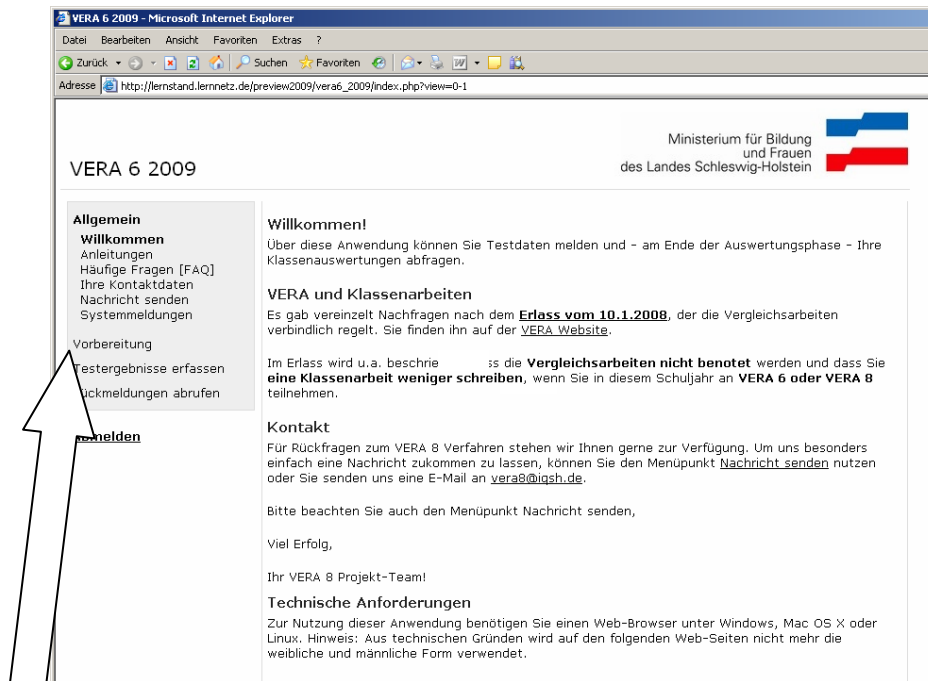 VERA 6 2009 - Microsoft Internet Explorer
Datei Bearbeiten Ansicht Favoriten Extras ?
Zurück Suchen Favoriten
Adresse http://lernstand.lernnetz.de/preview2009/vera6_2009/index.php?view=0-1
Ministerium für Bildung
und Frauen
des Landes Schleswig-Holstein
VERA 6 2009
Allgemein
Willkommen
Anleitungen
Häufige Fragen [FAQ]
Ihre Kontaktdaten
Nachricht senden
Systemmeldungen
Vorbereitung
Testergebnisse erfassen
Rückmeldungen abrufen
Abmelden
Willkommen!
Über diese Anwendung können Sie Testdaten melden und - am Ende der Auswertungsphase - Ihre
Klassenauswertungen abfragen.
VERA und Klassenarbeiten
Es gab vereinzelt Nachfragen nach dem Erlass vom 10.1.2008, der die Vergleichsarbeiten
verbindlich regelt. Sie finden ihn auf der VERA Website.
Im Erlass wird u.a. beschrie ss die Vergleichsarbeiten nicht benotet werden und dass Sie
eine Klassenarbeit weniger schreiben, wenn Sie in diesem Schuljahr an VERA 6 oder VERA 8
teilnehmen.
Kontakt
Für Rückfragen zum VERA 8 Verfahren stehen wir Ihnen gerne zur Verfügung. Um uns besonders
einfach eine Nachricht zukommen zu lassen, können Sie den Menüpunkt Nachricht senden nutzen
oder Sie senden uns eine E-Mail an vera8@iqsh.de.
Bitte beachten Sie auch den Menüpunkt Nachricht senden,
Viel Erfolg,
Ihr VERA 8 Projekt-Team!
Technische Anforderungen
Zur Nutzung dieser Anwendung benötigen Sie einen Web-Browser unter Windows, Mac OS X oder
Linux. Hinweis: Aus technischen Gründen wird auf den folgenden Web-Seiten nicht mehr die
weibliche und männliche Form verwendet.